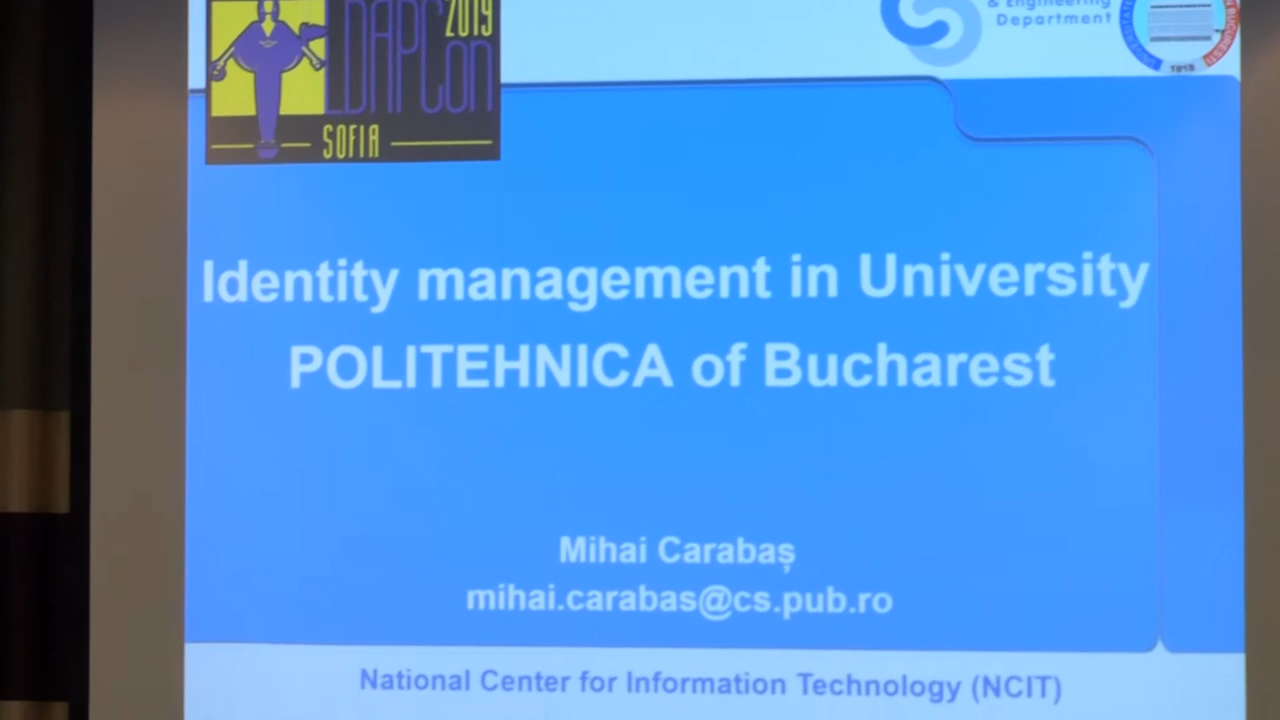 2019
LDAPCon
SOFIA
& Engineering
Department
1818
Identity management in University
POLITEHNICA of Bucharest
Mihai Carabaș
mihai.carabas@cs.pub.ro
National Center for Information Technology (NCIT)